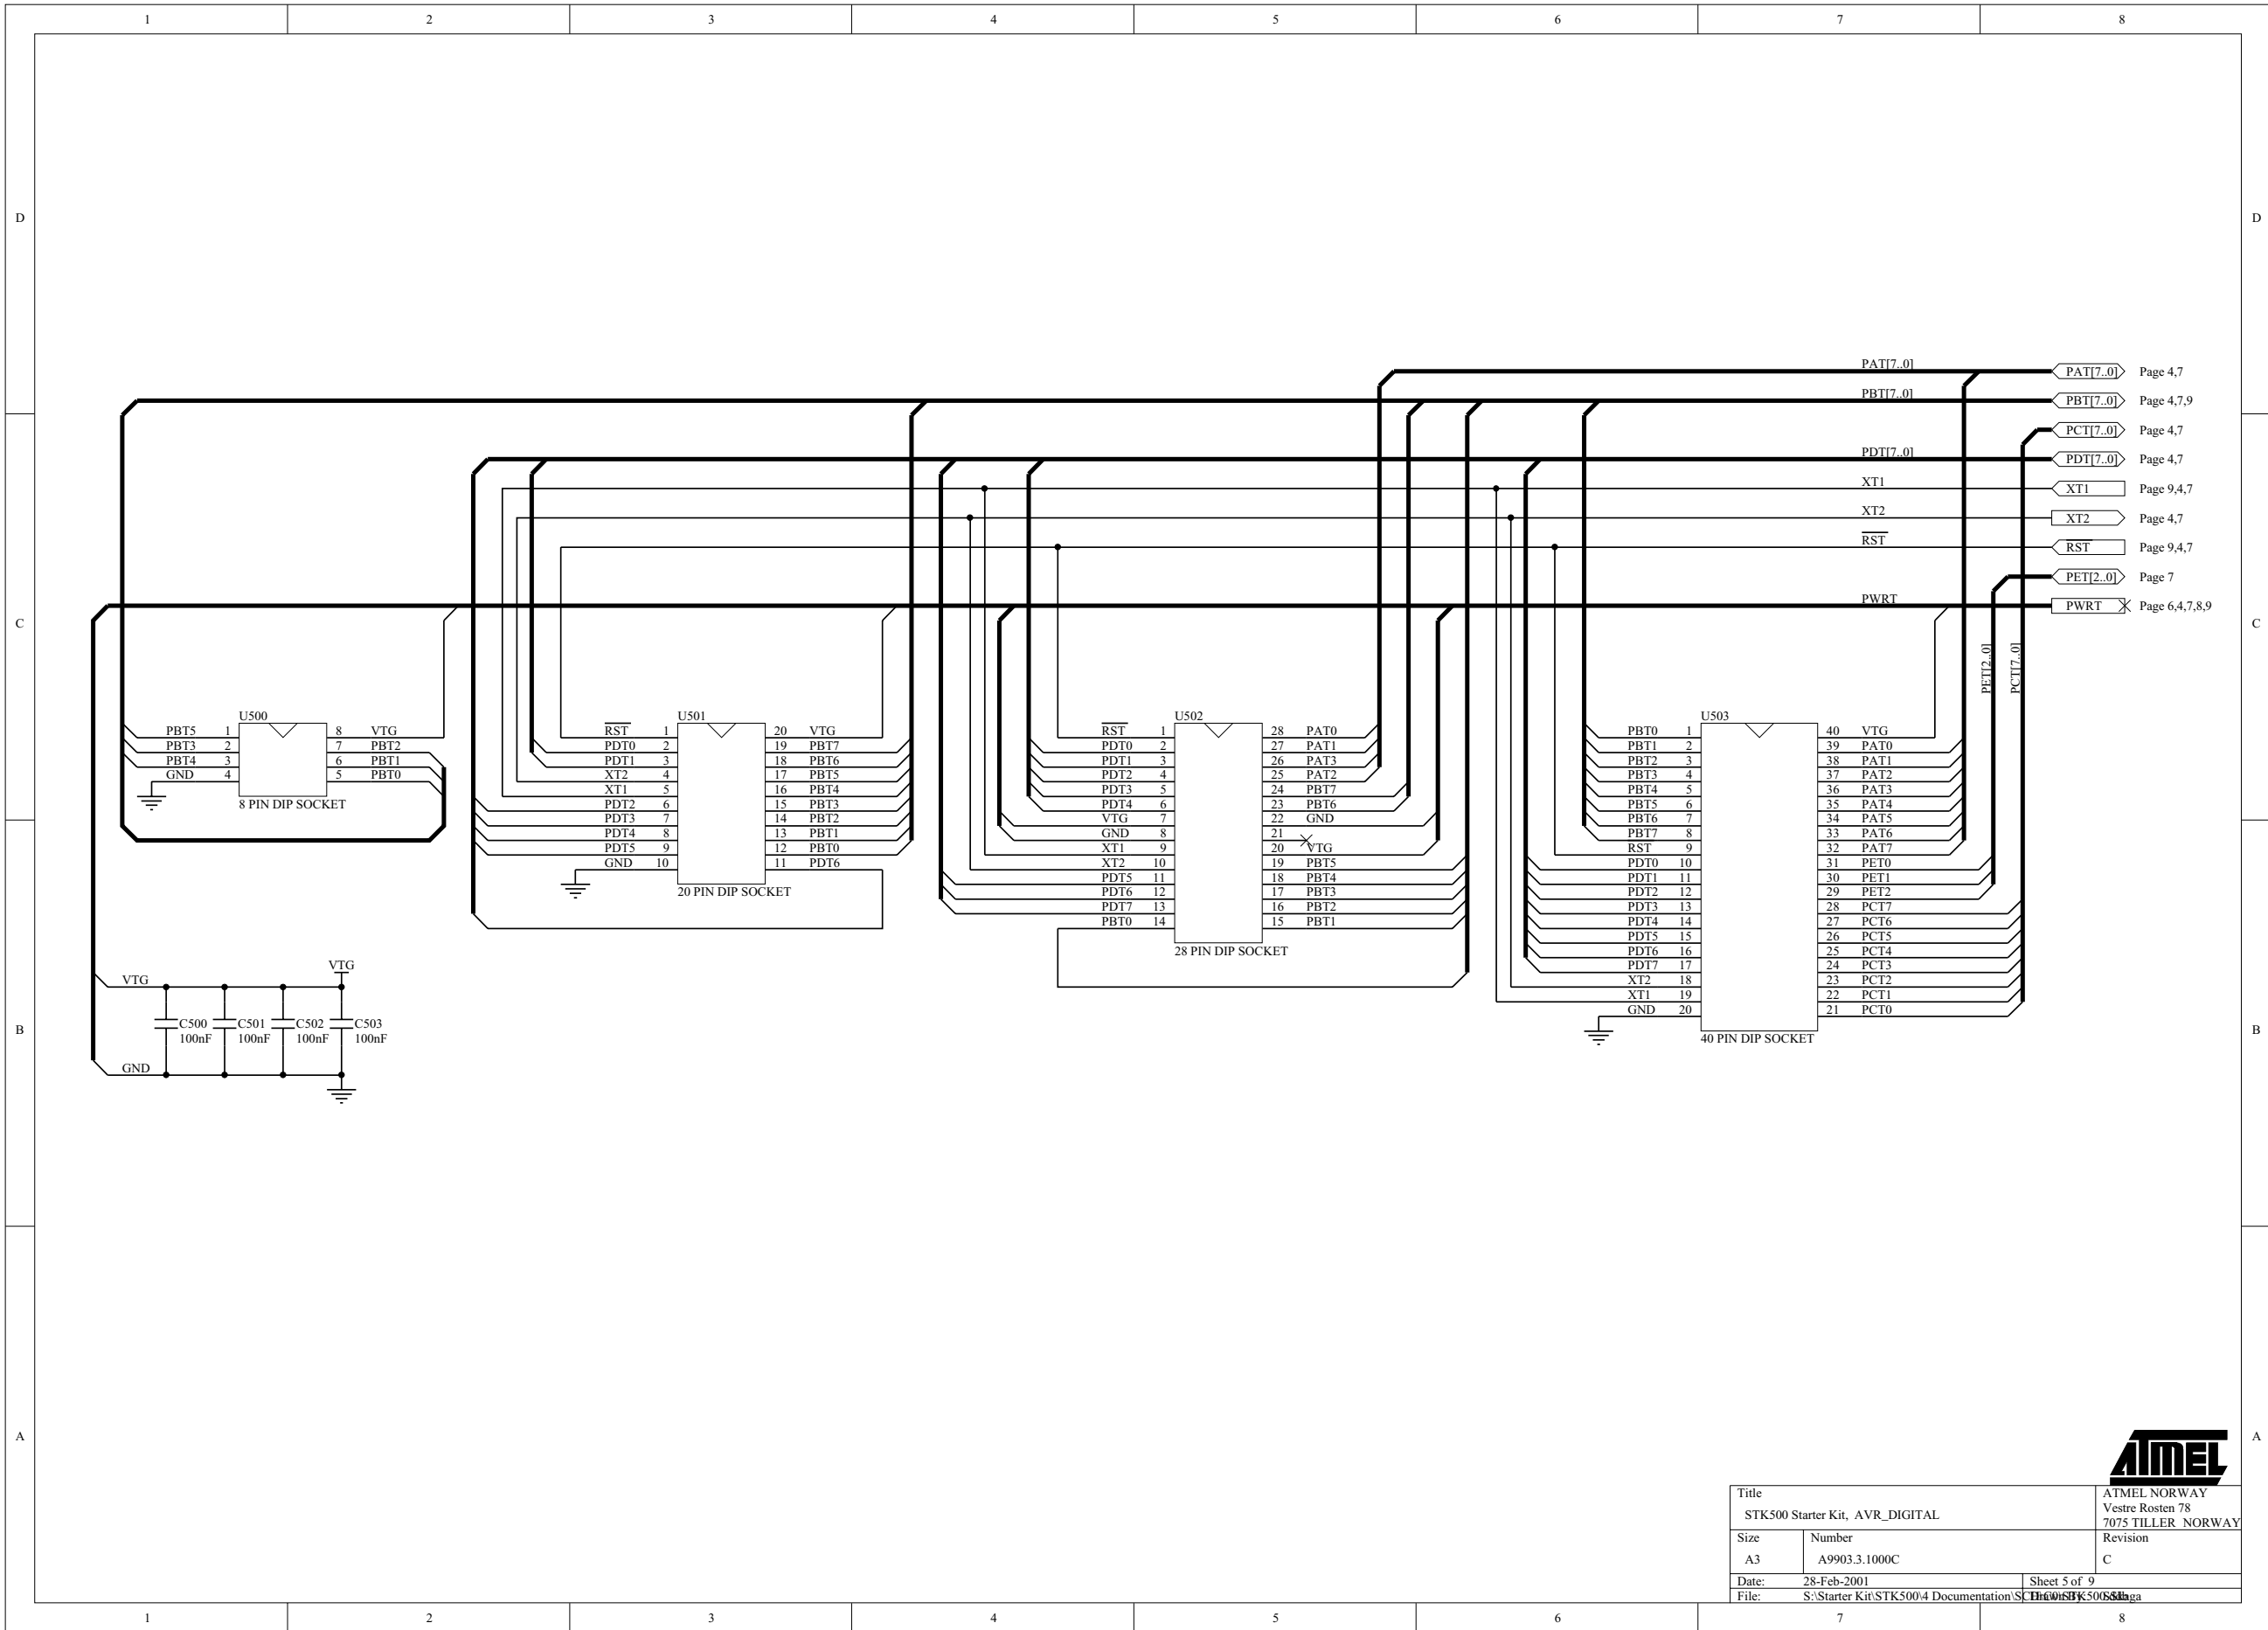 1 2 3 4 5 6 7 8
D D
C C
B B
A A
PAT[7..0] PAT[7..0] Page 4,7
PBT[7..0] PBT[7..0] Page 4,7,9
PCT[7..0] Page 4,7
PDT[7..0] PDT[7..0] Page 4,7
XT1 XT1 Page 9,4,7
XT2 XT2 Page 4,7
RST RST Page 9,4,7
PET[2..0] Page 7
PWRT PWRT Page 6,4,7,8,9
PET[2..0]
PCT[7..0]
U500
PBT5 1 8 VTG
PBT3 2 7 PBT2
PBT4 3 6 PBT1
GND 4 5 PBT0
8 PIN DIP SOCKET
U501
RST 1 20 VTG
PDT0 2 19 PBT7
PDT1 3 18 PBT6
XT2 4 17 PBT5
XT1 5 16 PBT4
PDT2 6 15 PBT3
PDT3 7 14 PBT2
PDT4 8 13 PBT1
PDT5 9 12 PBT0
GND 10 11 PDT6
20 PIN DIP SOCKET
U502
RST 1 28 PAT0
PDT0 2 27 PAT1
PDT1 3 26 PAT3
PDT2 4 25 PAT2
PDT3 5 24 PBT7
PDT4 6 23 PBT6
VTG 7 22 GND
GND 8 21
XT1 9 20 VTG
XT2 10 19 PBT5
PDT5 11 18 PBT4
PDT6 12 17 PBT3
PDT7 13 16 PBT2
PBT0 14 15 PBT1
28 PIN DIP SOCKET
U503
PBT0 1 40 VTG
PBT1 2 39 PAT0
PBT2 3 38 PAT1
PBT3 4 37 PAT2
PBT4 5 36 PAT3
PBT5 6 35 PAT4
PBT6 7 34 PAT5
PBT7 8 33 PAT6
RST 9 32 PAT7
PDT0 10 31 PET0
PDT1 11 30 PET1
PDT2 12 29 PET2
PDT3 13 28 PCT7
PDT4 14 27 PCT6
PDT5 15 26 PCT5
PDT6 16 25 PCT4
PDT7 17 24 PCT3
XT2 18 23 PCT2
XT1 19 22 PCT1
GND 20 21 PCT0
40 PIN DIP SOCKET
VTG VTG
C500 C501 C502 C503
100nF 100nF 100nF 100nF
GND
ATMEL
Title
STK500 Starter Kit, AVR_DIGITAL
ATMEL NORWAY
Vestre Rosten 78
7075 TILLER NORWAY
Size Number Revision
A3 A9903.3.1000C C
Date: 28-Feb-2001 Sheet 5 of 9
File: S:\Starter Kit\STK500\4 Documentation\
1 2 3 4 5 6 7 8